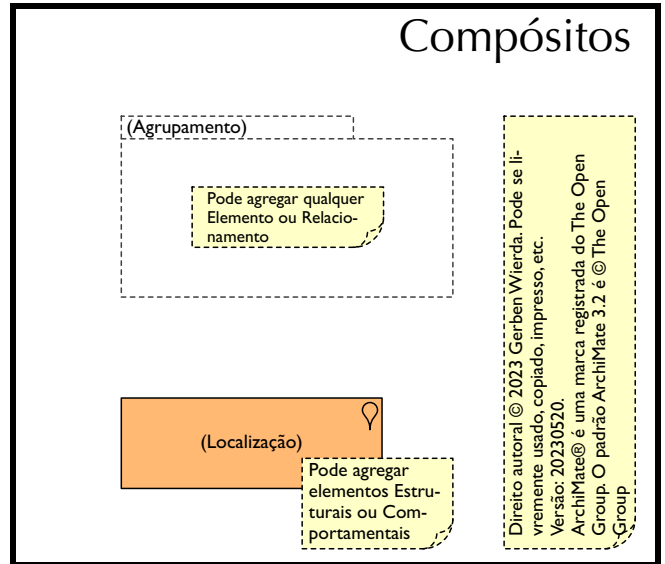 Compósitos
(Agrupamento)
Pode agregar qualquer
Elemento ou Relacio-
namento
(Localização)
Pode agregar
elementos Estru-
turais ou Com-
portamentais
Direito autoral © 2023 Gerben Wierda. Pode se li-
vremente usado, copiado, impresso, etc.
Versão: 20230520.
ArchiMate® é uma marca registrada do The Open
Group. O padrão ArchiMate 3.2 é © The Open
Group